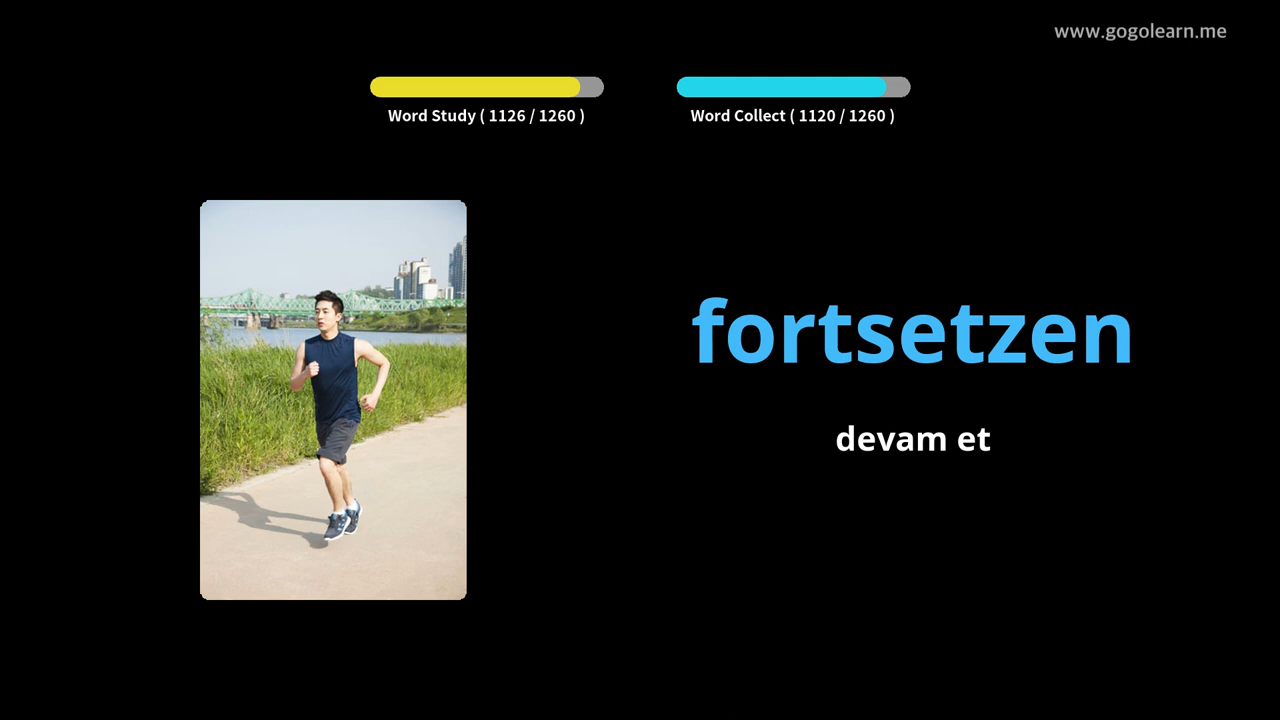 www.gogolearn.me
Word Study ( 1126 / 1260 )
Word Collect ( 1120 / 1260 )
fortsetzen
devam et